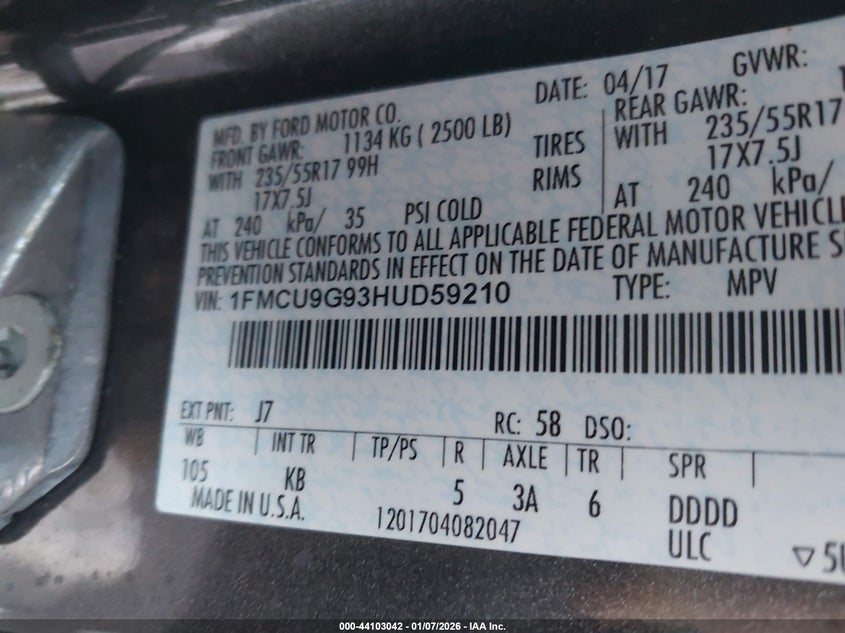 MFD. BY FORD MOTOR CO. DATE: 04/17 GVWR:
FRONT GAWR: 1134 KG ( 2500 LB) REAR GAWR:
WITH 235/55R17 99H TIRES WITH 235/55R17
17X7.5J RIMS 17X7.5J
AT 240 kPa/ 35 PSI COLD AT 240 kPa/
THIS VEHICLE CONFORMS TO ALL APPLICABLE FEDERAL MOTOR VEHICLE
PREVENTION STANDARDS IN EFFECT ON THE DATE OF MANUFACTURE
VIN: 1FMCU9G93HUD59210 TYPE: MPV
EXT PNT: J7 RC: 58 DSO:
WB INT TR TP/PS R AXLE TR SPR
105 KB 5 3A 6 DDDD
MADE IN U.S.A. 1201704082047 ULC
000-44103042 - 01/07/2026 - IAA Inc.